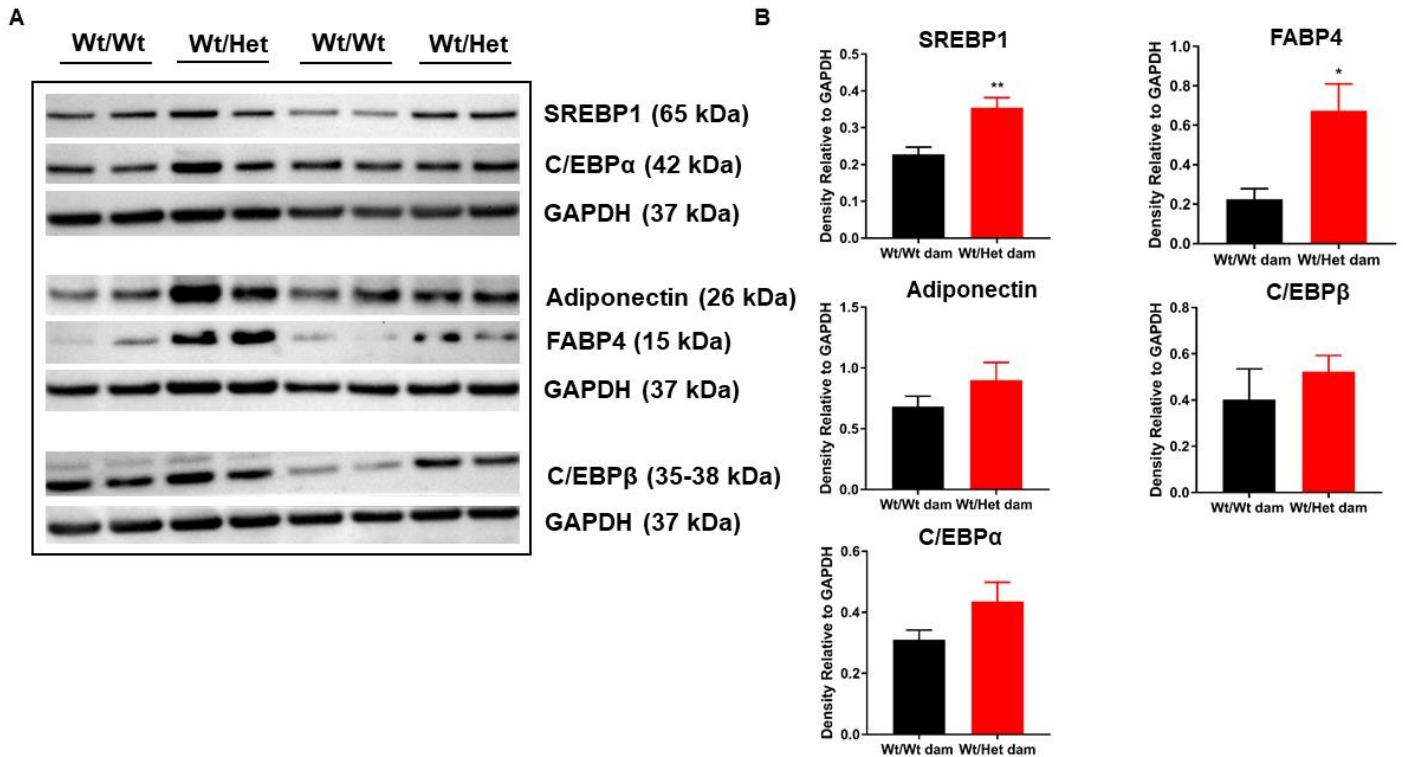 A
Wt/Wt Wt/Het Wt/Wt Wt/Het
SREBP1 (65 kDa)
C/EBPα (42 kDa)
GAPDH (37 kDa)
Adiponectin (26 kDa)
FABP4 (15 kDa)
GAPDH (37 kDa)
C/EBPβ (35-38 kDa)
GAPDH (37 kDa)
B
SREBP1
Density Relative to GAPDH
0.5
0.4
0.3
0.2
0.1
0.0
**
Wt/Wt dam Wt/Het dam
FABP4
Density Relative to GAPDH
1.0
0.8
0.6
0.4
0.2
0.0
*
Wt/Wt dam Wt/Het dam
Adiponectin
Density Relative to GAPDH
1.5
1.0
0.5
0.0
Wt/Wt dam Wt/Het dam
C/EBPβ
Density Relative to GAPDH
0.8
0.6
0.4
0.2
0.0
Wt/Wt dam Wt/Het dam
C/EBPα
Density Relative to GAPDH
0.6
0.4
0.2
0.0
Wt/Wt dam Wt/Het dam